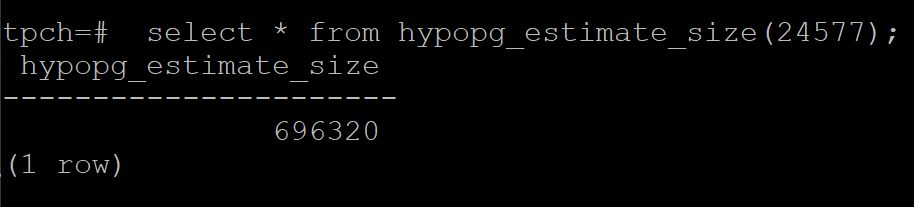 tpch=#  select * from hypopg_estimate_size(24577);
 hypopg_estimate_size
----------------------
               696320
(1 row)